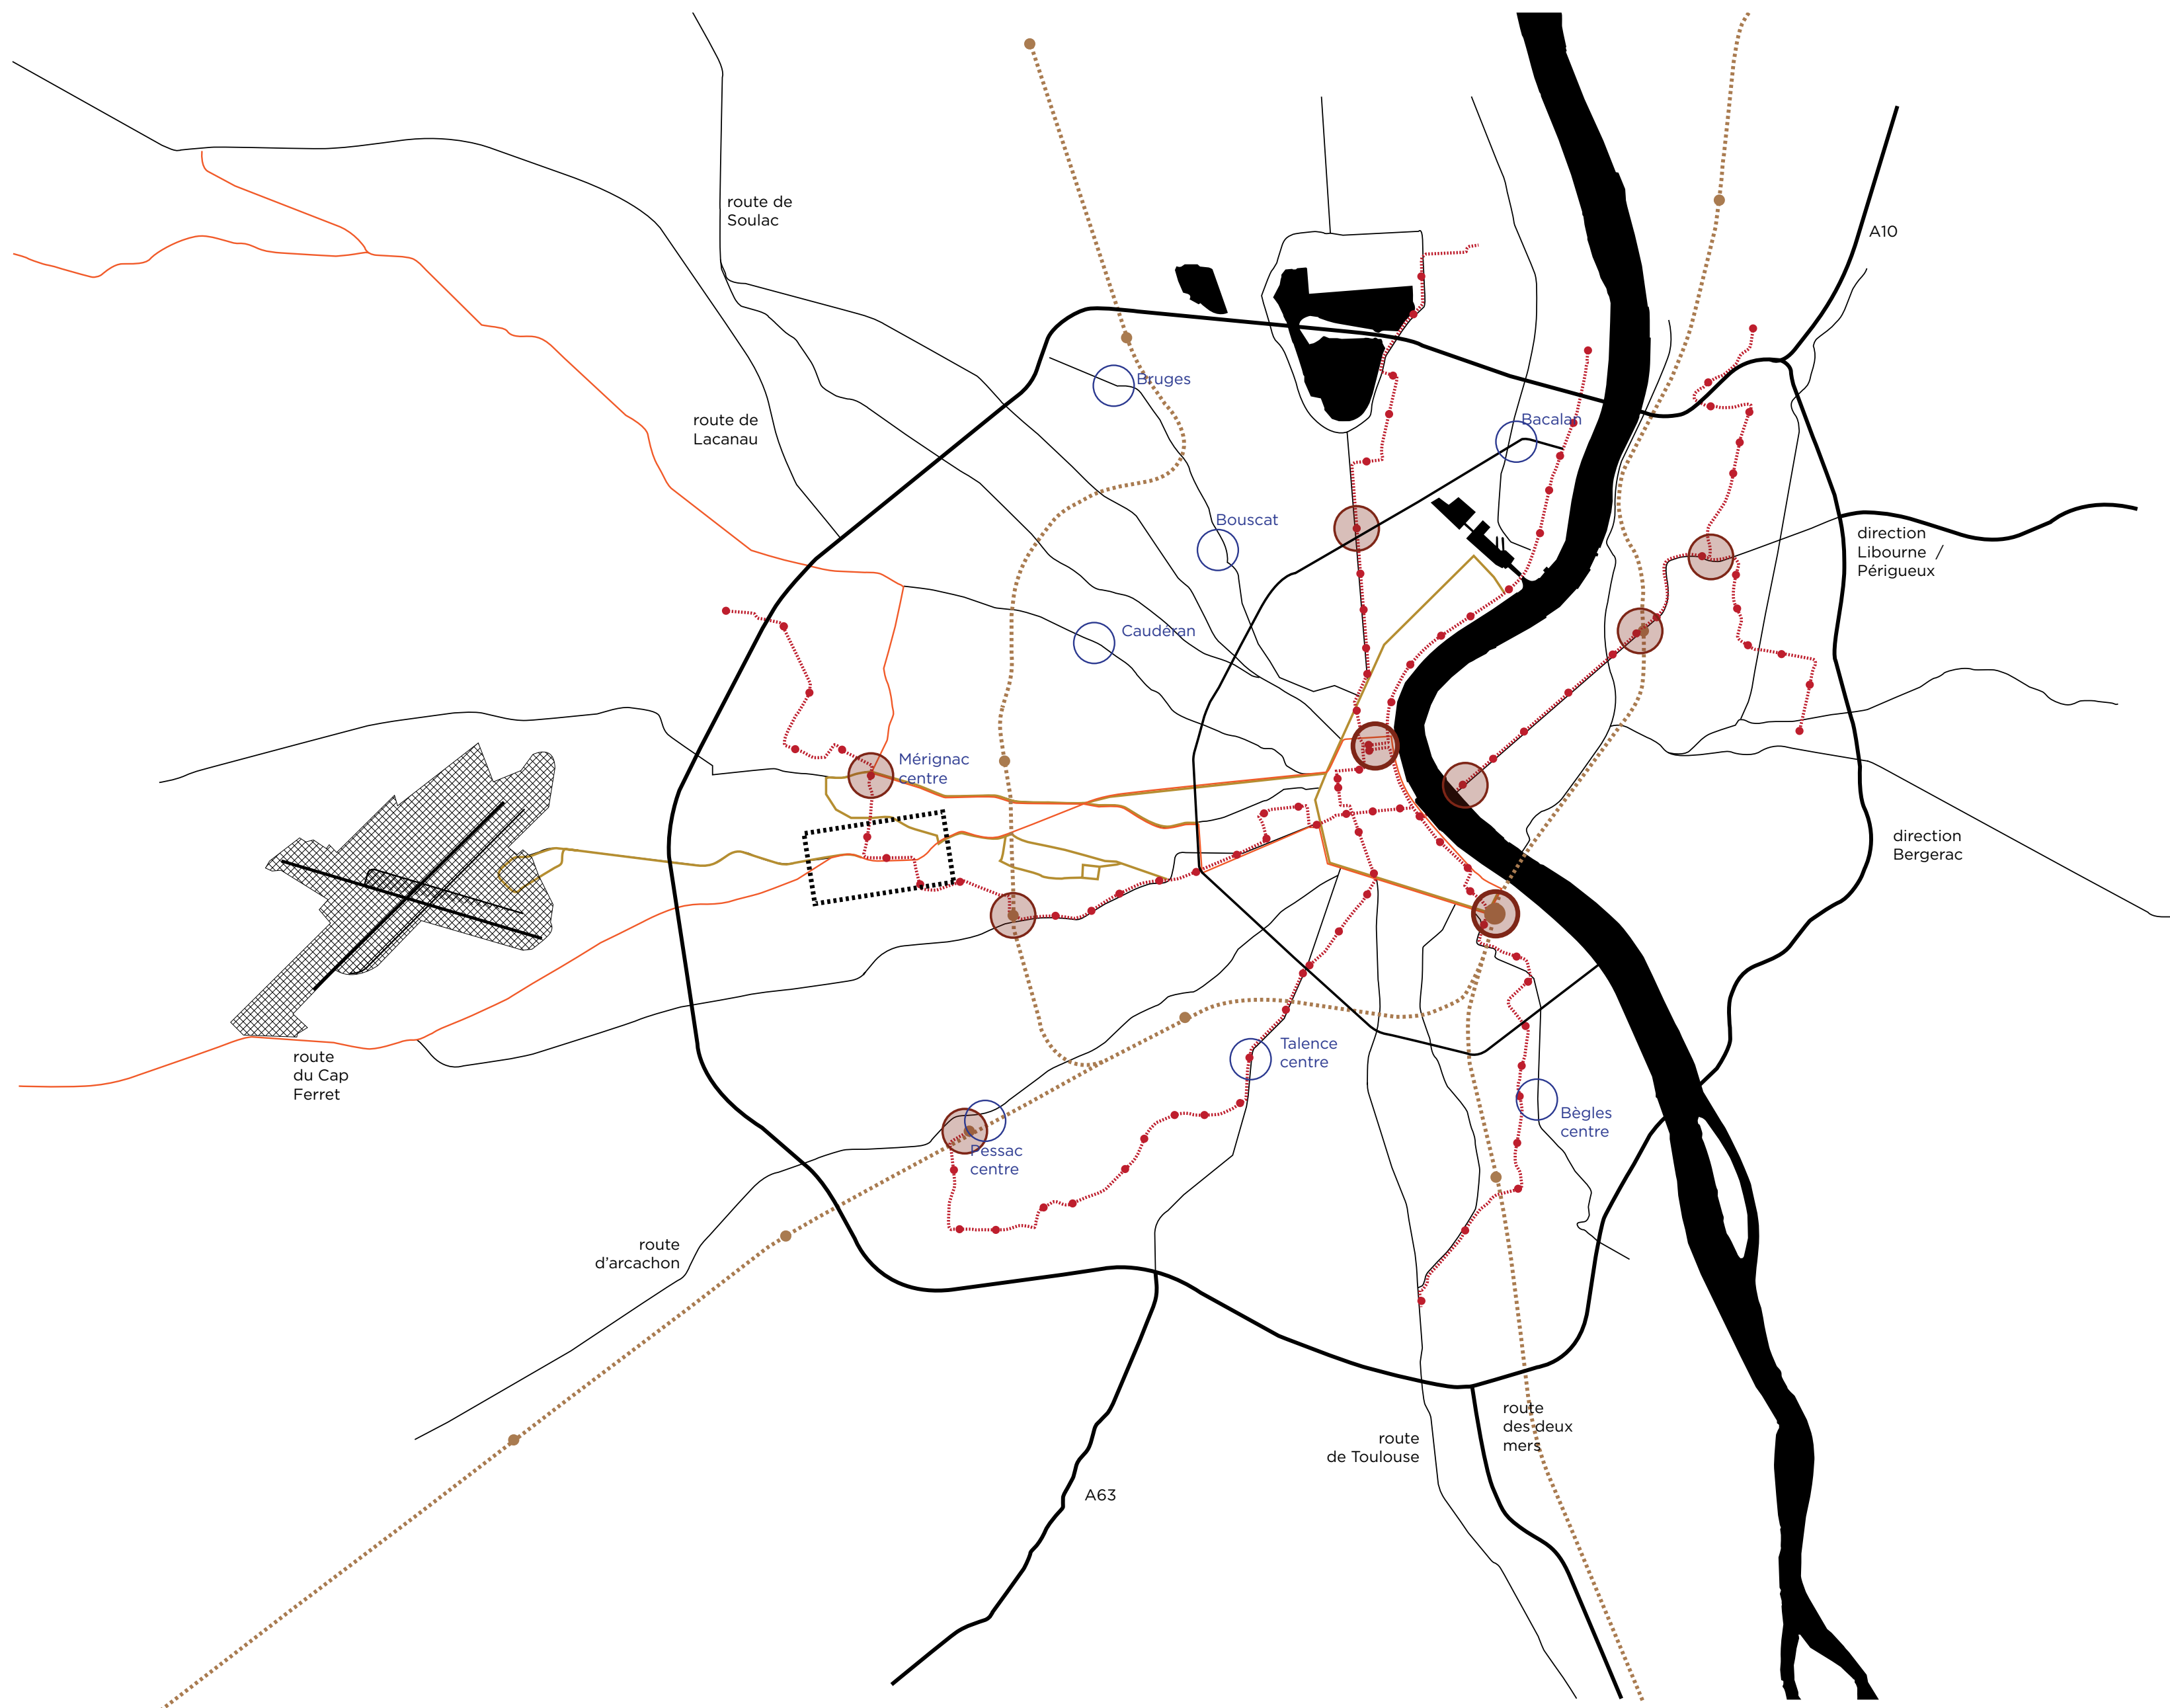 route de
Soulac
A10
Bruges
route de
Lacanau
Bacalan
Bouscat
direction
Libourne /
Périgueux
Caudéran
Mérignac
centre
direction
Bergerac
route
du Cap
Ferret
Talence
centre
Bègles
centre
Pessac
centre
route
d'arcachon
route
des deux
mers
route
de Toulouse
A63